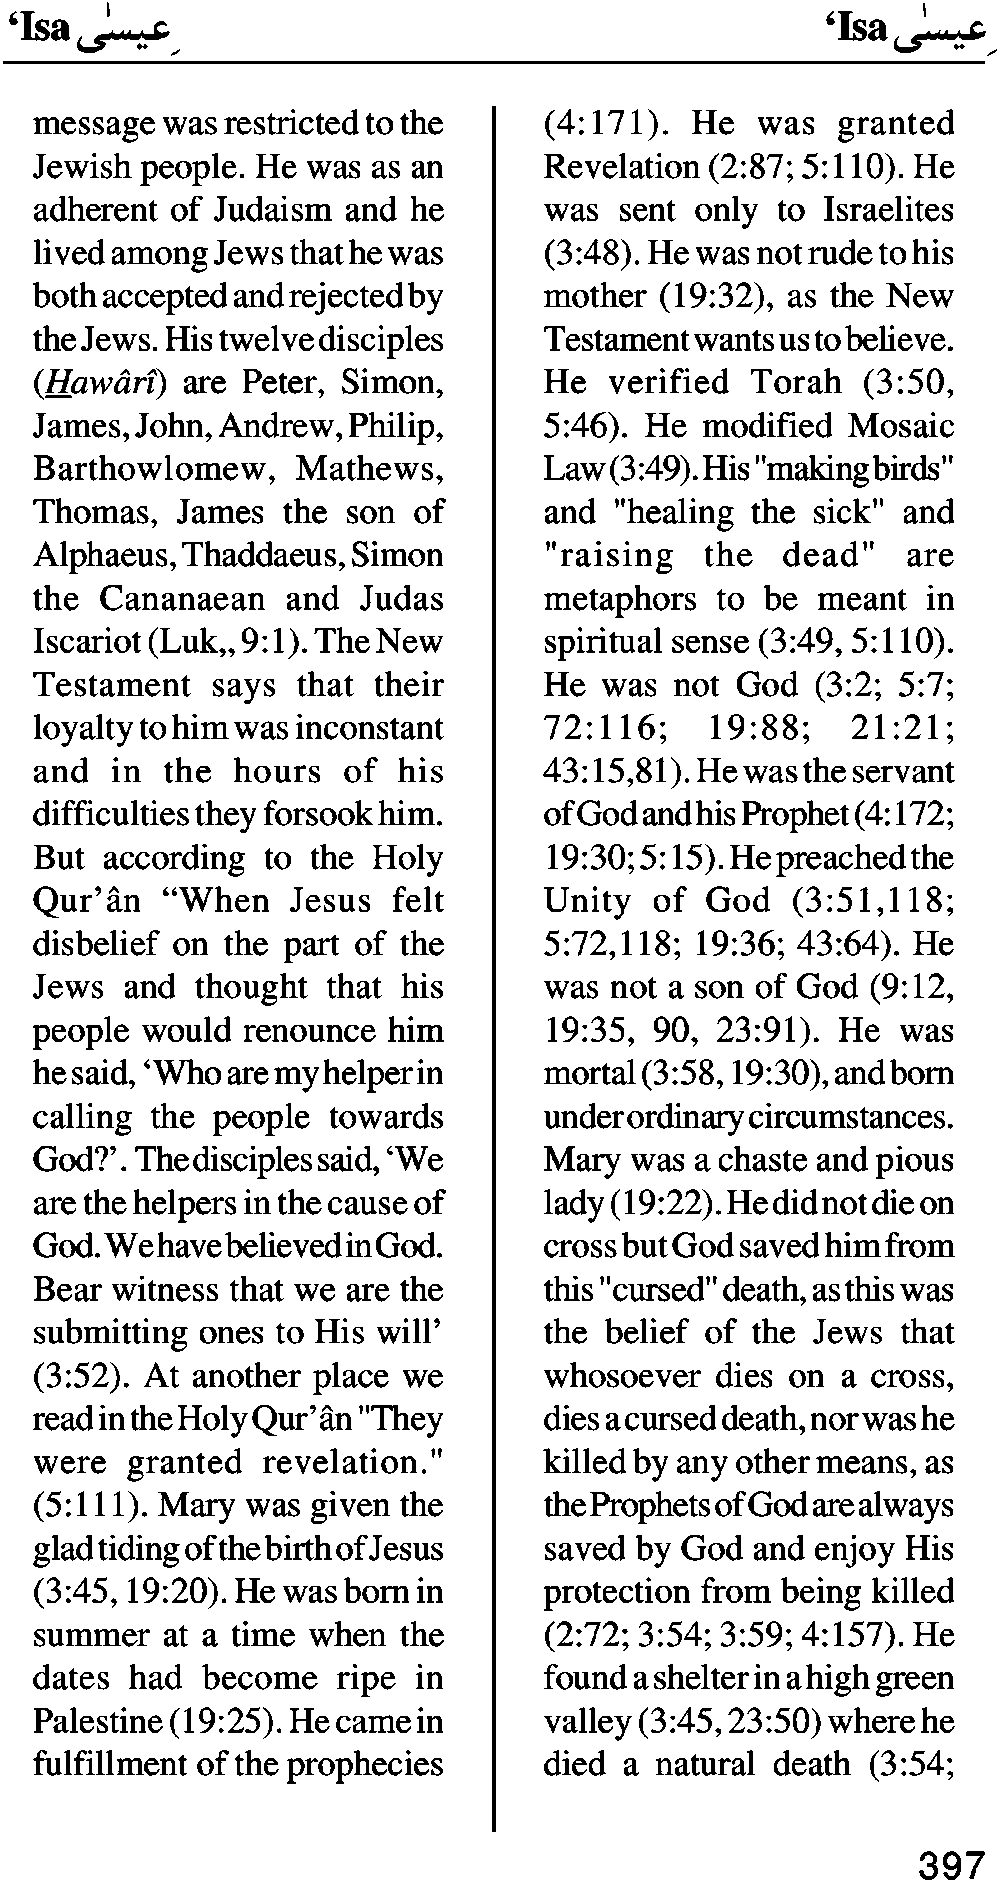 ‘Isa عِيسٰى
‘Isa عِيسٰى
message was restricted to the
Jewish people. He was as an
adherent of Judaism and he
lived among Jews that he was
both accepted and rejected by
the Jews. His twelve disciples
(Hawârî) are Peter, Simon,
James, John, Andrew, Philip,
Barthowlomew, Mathews,
Thomas, James the son of
Alphaeus, Thaddaeus, Simon
the Cananaean and Judas
Iscariot (Luk,, 9:1). The New
Testament says that their
loyalty to him was inconstant
and in the hours of his
difficulties they forsook him.
But according to the Holy
Qur’ân “When Jesus felt
disbelief on the part of the
Jews and thought that his
people would renounce him
he said, ‘Who are my helper in
calling the people towards
God?’. The disciples said, ‘We
are the helpers in the cause of
God. We have believed in God.
Bear witness that we are the
submitting ones to His will’
(3:52). At another place we
read in the Holy Qur’ân "They
were granted revelation."
(5:111). Mary was given the
glad tiding of the birth of Jesus
(3:45, 19:20). He was born in
summer at a time when the
dates had become ripe in
Palestine (19:25). He came in
fulfillment of the prophecies
(4:171). He was granted
Revelation (2:87; 5:110). He
was sent only to Israelites
(3:48). He was not rude to his
mother (19:32), as the New
Testament wants us to believe.
He verified Torah (3:50,
5:46). He modified Mosaic
Law (3:49). His "making birds"
and "healing the sick" and
"raising the dead" are
metaphors to be meant in
spiritual sense (3:49, 5:110).
He was not God (3:2; 5:7;
72:116; 19:88; 21:21;
43:15,81). He was the servant
of God and his Prophet (4:172;
19:30; 5:15). He preached the
Unity of God (3:51,118;
5:72,118; 19:36; 43:64). He
was not a son of God (9:12,
19:35, 90, 23:91). He was
mortal (3:58, 19:30), and born
under ordinary circumstances.
Mary was a chaste and pious
lady (19:22). He did not die on
cross but God saved him from
this "cursed" death, as this was
the belief of the Jews that
whosoever dies on a cross,
dies a cursed death, nor was he
killed by any other means, as
the Prophets of God are always
saved by God and enjoy His
protection from being killed
(2:72; 3:54; 3:59; 4:157). He
found a shelter in a high green
valley (3:45, 23:50) where he
died a natural death (3:54;
397